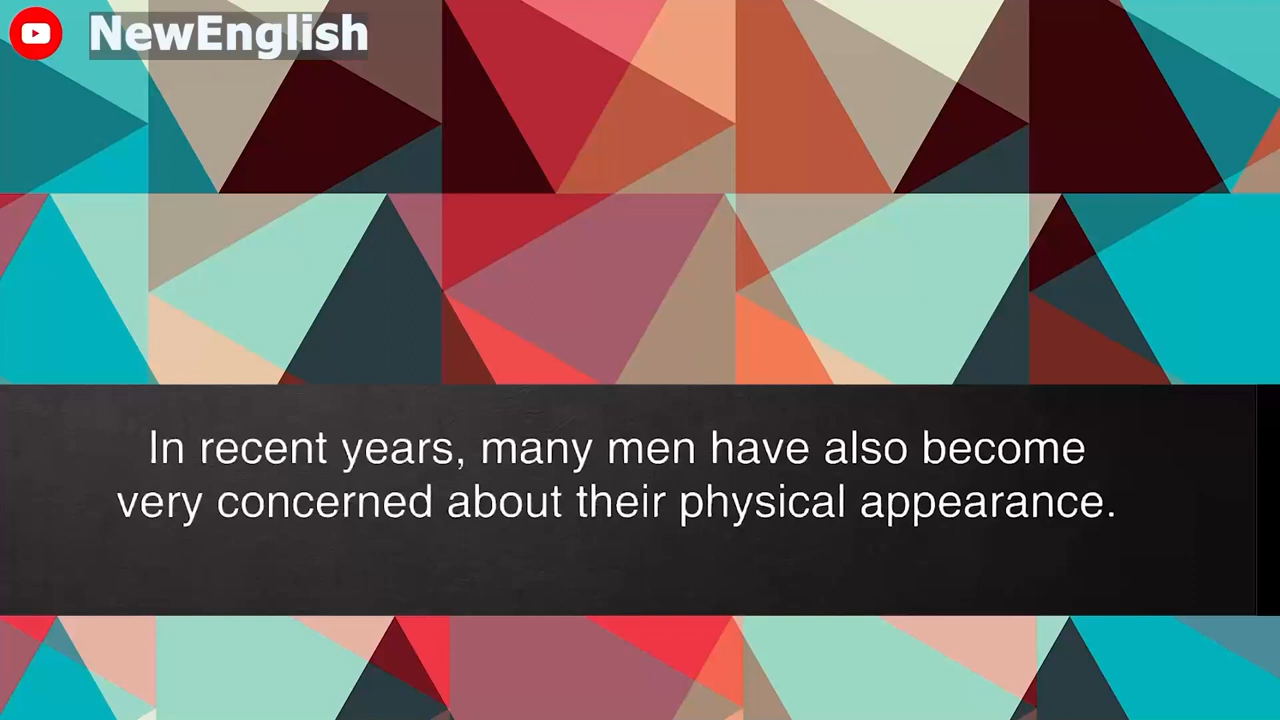 NewEnglish
In recent years, many men have also become
very concerned about their physical appearance.